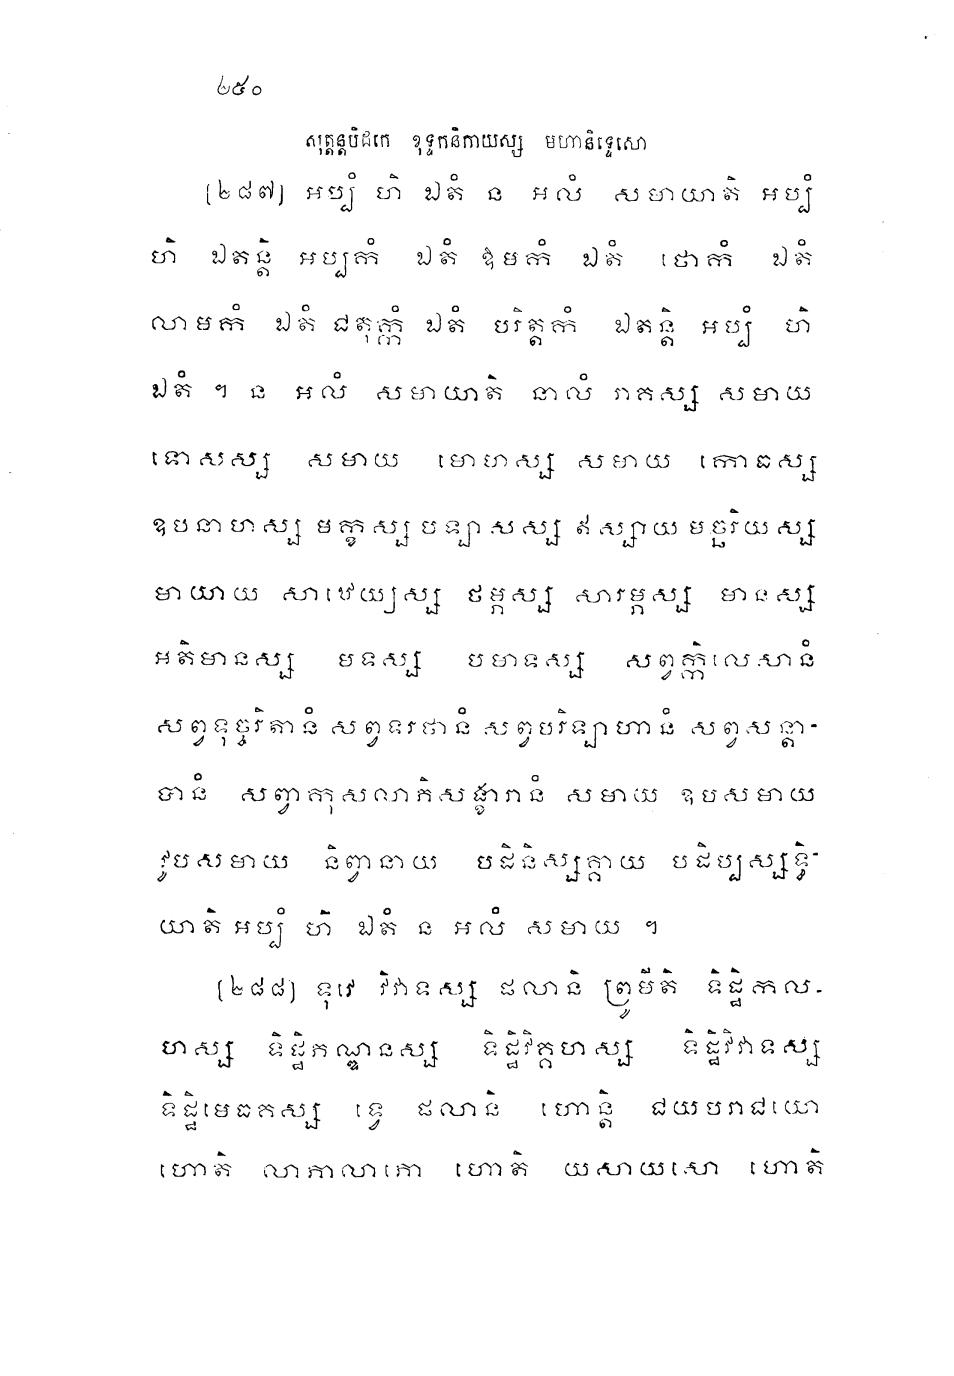 ២៥០
សុត្តន្តបិដកេ ខុទ្ទកនិកាយស្ស មហានិទ្ទេសោ
[២៨៧] អប្បំ ហិ ឯតំ ន អលំ សមាយាតិ អប្បំ
ហិ ឯតន្តិ អប្បកំ ឯតំ ឱមកំ ឯតំ ថោកំ ឯតំ
លាមកំ ឯតំ ជតុក្កំ ឯតំ បរិត្តកំ ឯតន្តិ អប្បំ ហិ
ឯតំ ។ ន អលំ សមាយាតិ នាលំ រាគស្ស សមាយ
ទោសស្ស សមាយ មោហស្ស សមាយ កោធស្ស
ឧបនាហស្ស មក្ខស្ស បឡាសស្ស ឥស្សាយ មច្ឆរិយស្ស
មាយាយ សាឋេយ្យស្ស ថម្ភស្ស សារម្ភស្ស មានស្ស
អតិមានស្ស មទស្ស បមាទស្ស សព្វក្កិលេសានំ
សព្វទុច្ចរិតានំ សព្វទរថានំ សព្វបរិឡាហានំ សព្វសន្តា-
បានំ សព្វាកុសលាភិសង្ខារានំ សមាយ ឧបសមាយ
វូបសមាយ និព្វានាយ បដិនិស្សគ្គាយ បដិប្បស្សទ្ធិ-
យាតិ អប្បំ ហិ ឯតំ ន អលំ សមាយ ។
[២៨៨] ទុវេ វិវាទស្ស ផលានិ ព្រូមីតិ ទិដ្ឋិកល-
ហស្ស ទិដ្ឋិភណ្ឌនស្ស ទិដ្ឋិវិគ្គហស្ស ទិដ្ឋិវិវាទស្ស
ទិដ្ឋិមេធគស្ស ទ្វេ ផលានិ ហោន្តិ ជយបរាជយោ
ហោតិ លាភាលាភោ ហោតិ យសាយសោ ហោតិ